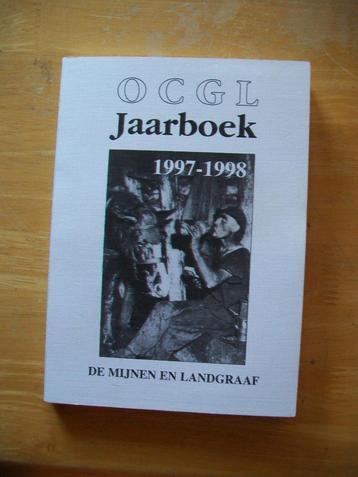 OCGL
Jaarboek
1997-1998
DE MIJNEN EN LANDGRAAF